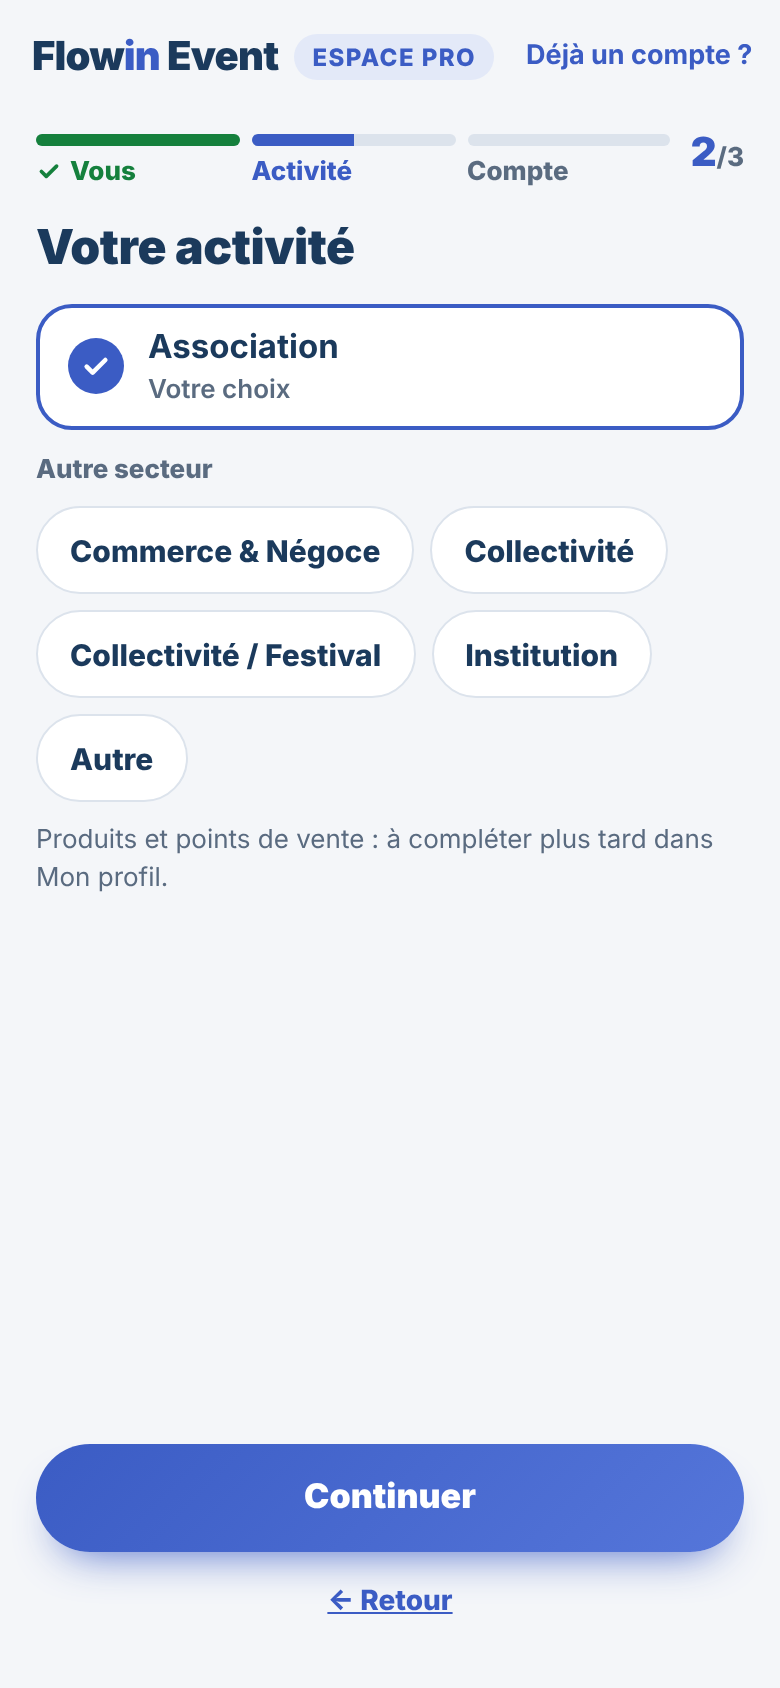 Flowin Event ESPACE PRO Déjà un compte ?
✓ Vous Activité Compte 2/3
Votre activité
Association
Votre choix
Autre secteur
Commerce & Négoce Collectivité
Collectivité / Festival Institution
Autre
Produits et points de vente : à compléter plus tard dans
Mon profil.
Continuer
← Retour